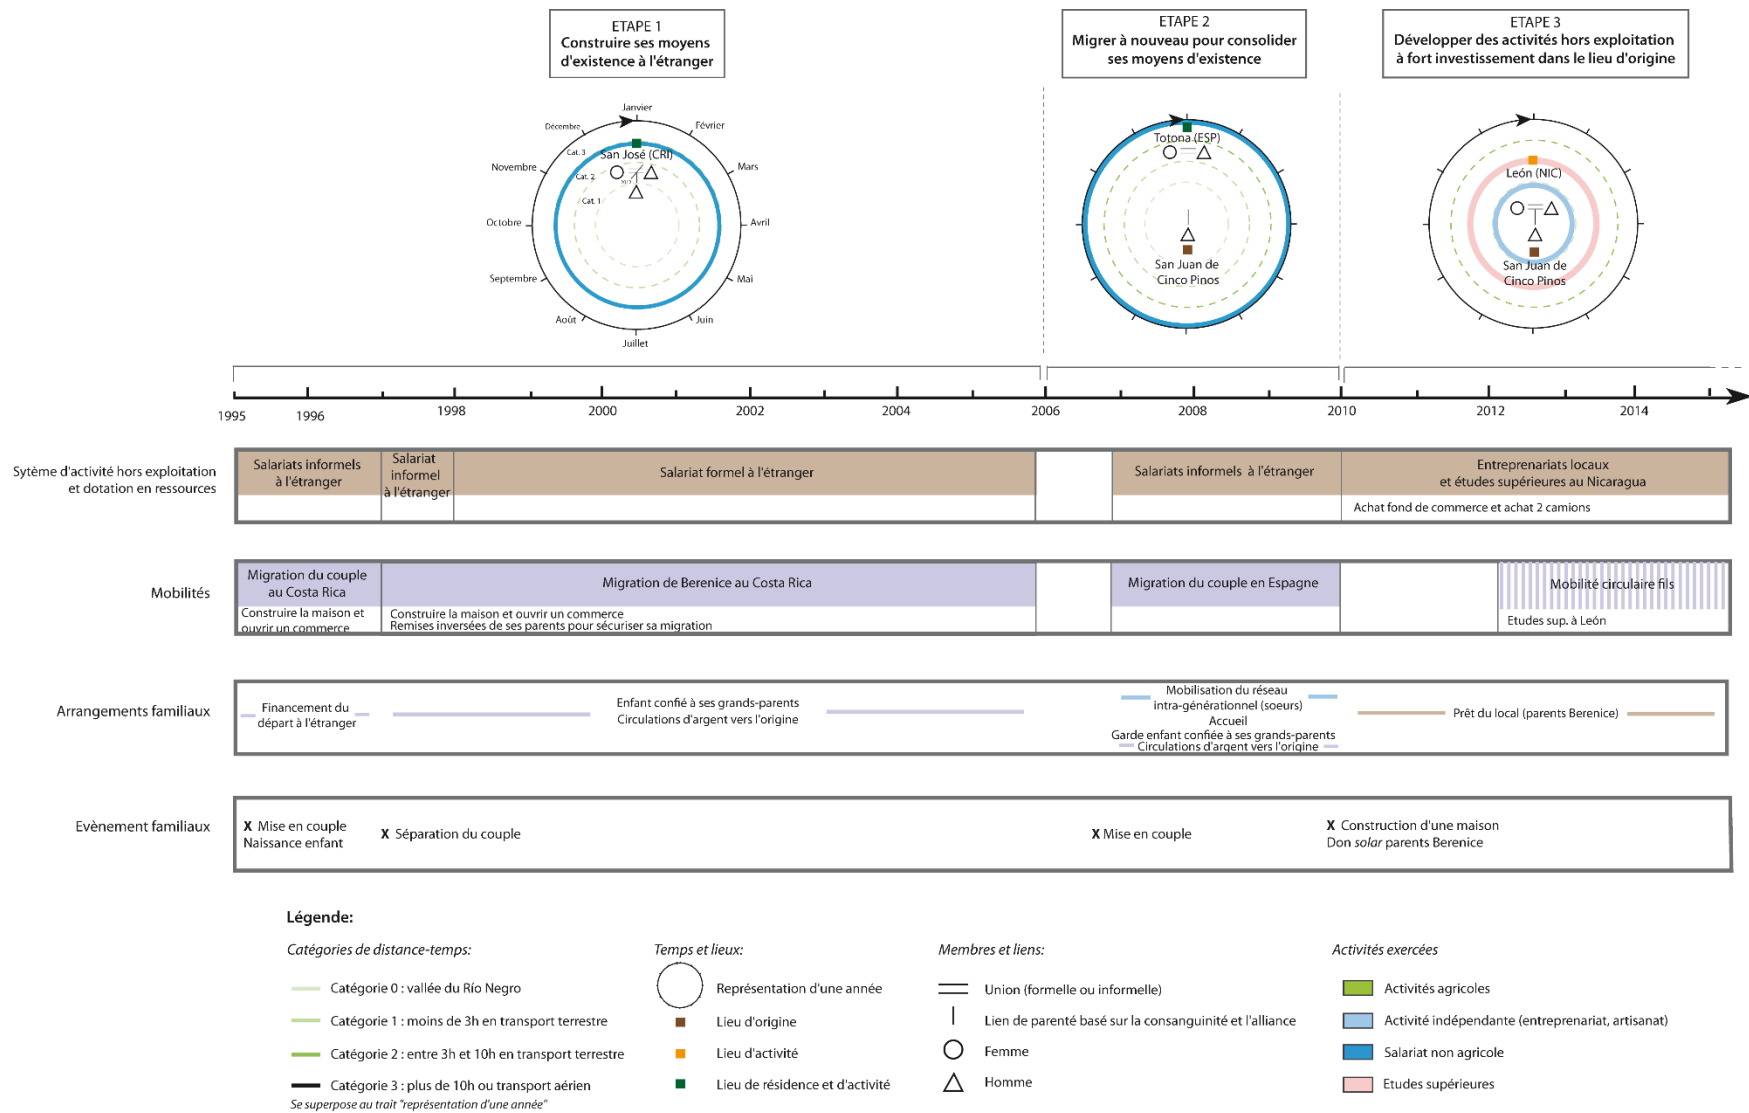 ETAPE 1
Construire ses moyens
d'existence à l'étranger
ETAPE 2
Migrer à nouveau pour consolider
ses moyens d'existence
ETAPE 3
Développer des activités hors exploitation
à fort investissement dans le lieu d'origine
Janvier
Février
Mars
Avril
Mai
Juin
Juillet
Août
Septembre
Octobre
Novembre
Décembre
Cat. 3
Cat. 2
Cat. 1
San José (CRI)
Totona (ESP)
San Juan de
Cinco Pinos
León (NIC)
San Juan de
Cinco Pinos
1995
1996
1998
2000
2002
2004
2006
2008
2010
2012
2014
Sytème d'activité hors exploitation
et dotation en ressources
Salariats informels
à l'étranger
Salariat
informel
à l'étranger
Salariat formel à l'étranger
Salariats informels à l'étranger
Entreprenariats locaux
et études supérieures au Nicaragua
Achat fond de commerce et achat 2 camions
Mobilités
Migration du couple
au Costa Rica
Construire la maison et
ouvrir un commerce
Migration de Berenice au Costa Rica
Construire la maison et ouvrir un commerce
Remises inversées de ses parents pour sécuriser sa migration
Migration du couple en Espagne
Mobilité circulaire fils
Etudes sup. à León
Arrangements familiaux
Financement du
départ à l'étranger
Enfant confié à ses grands-parents
Circulations d'argent vers l'origine
Mobilisation du réseau
intra-générationnel (soeurs)
Accueil
Garde enfant confiée à ses grands-parents
Circulations d'argent vers l'origine
Prêt du local (parents Berenice)
Evènement familiaux
X Mise en couple
Naissance enfant
X Séparation du couple
X Mise en couple
X Construction d'une maison
Don solar parents Berenice
Légende:
Catégories de distance-temps:
Catégorie 0 : vallée du Río Negro
Catégorie 1 : moins de 3h en transport terrestre
Catégorie 2 : entre 3h et 10h en transport terrestre
Catégorie 3 : plus de 10h ou transport aérien
Se superpose au trait "représentation d'une année"
Temps et lieux:
Représentation d'une année
Lieu d'origine
Lieu d'activité
Lieu de résidence et d'activité
Membres et liens:
Union (formelle ou informelle)
Lien de parenté basé sur la consanguinité et l'alliance
Femme
Homme
Activités exercées
Activités agricoles
Activité indépendante (entreprenariat, artisanat)
Salariat non agricole
Etudes supérieures